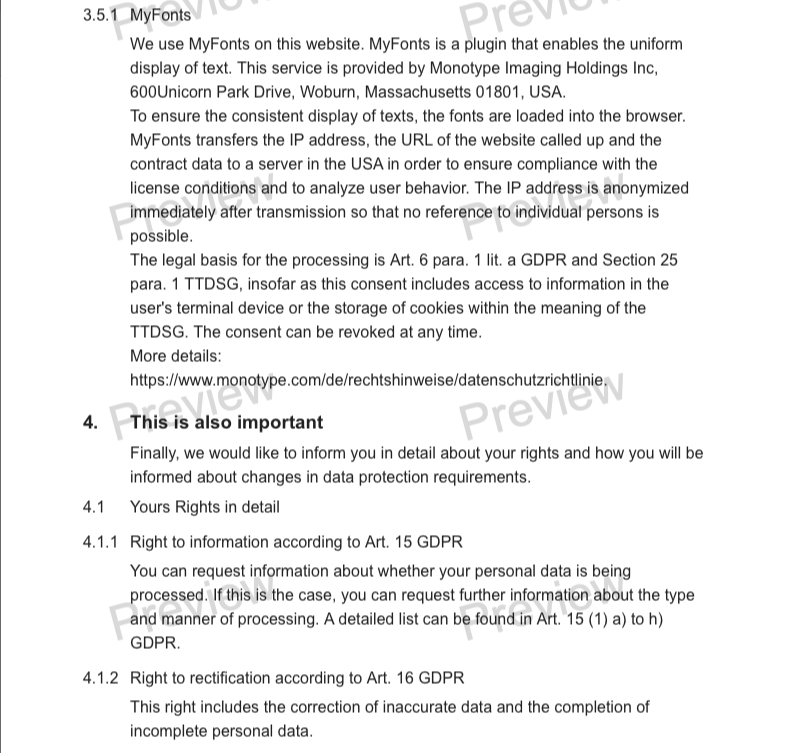 3.5.1 MyFonts
We use MyFonts on this website. MyFonts is a plugin that enables the uniform
display of text. This service is provided by Monotype Imaging Holdings Inc,
600Unicorn Park Drive, Woburn, Massachusetts 01801, USA.
To ensure the consistent display of texts, the fonts are loaded into the browser.
MyFonts transfers the IP address, the URL of the website called up and the
contract data to a server in the USA in order to ensure compliance with the
license conditions and to analyze user behavior. The IP address is anonymized
immediately after transmission so that no reference to individual persons is
possible.
The legal basis for the processing is Art. 6 para. 1 lit. a GDPR and Section 25
para. 1 TTDSG, insofar as this consent includes access to information in the
user's terminal device or the storage of cookies within the meaning of the
TTDSG. The consent can be revoked at any time.
More details:
https://www.monotype.com/de/rechtshinweise/datenschutzrichtlinie.
4. This is also important
Finally, we would like to inform you in detail about your rights and how you will be
informed about changes in data protection requirements.
4.1 Yours Rights in detail
4.1.1 Right to information according to Art. 15 GDPR
You can request information about whether your personal data is being
processed. If this is the case, you can request further information about the type
and manner of processing. A detailed list can be found in Art. 15 (1) a) to h)
GDPR.
4.1.2 Right to rectification according to Art. 16 GDPR
This right includes the correction of inaccurate data and the completion of
incomplete personal data.
Preview
Preview
Preview
Preview
Preview
Preview
Preview
Preview